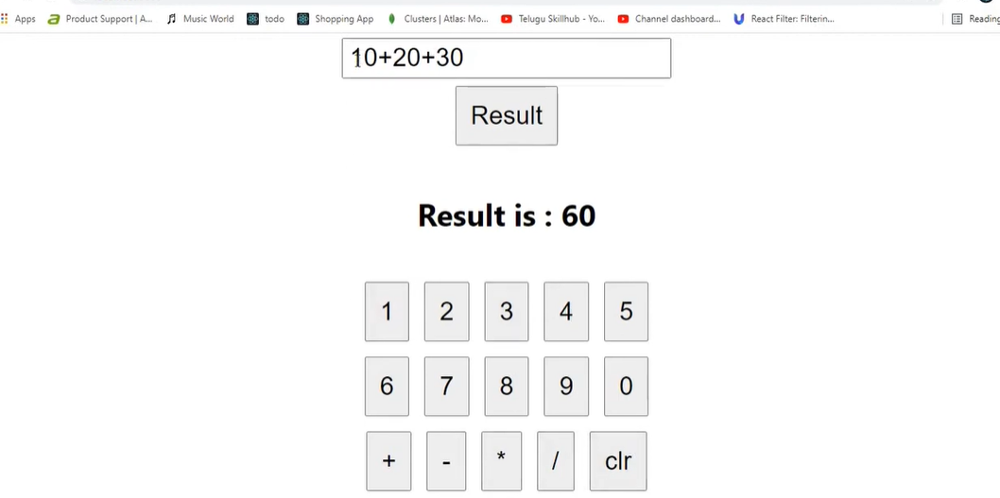 Apps Product Support | A... Music World todo Shopping App Clusters | Atlas: Mo... Telugu Skillhub - Yo... Channel dashboard... React Filter: Filterin... Reading
10+20+30
Result
Result is : 60
1 2 3 4 5
6 7 8 9 0
+ - * / clr